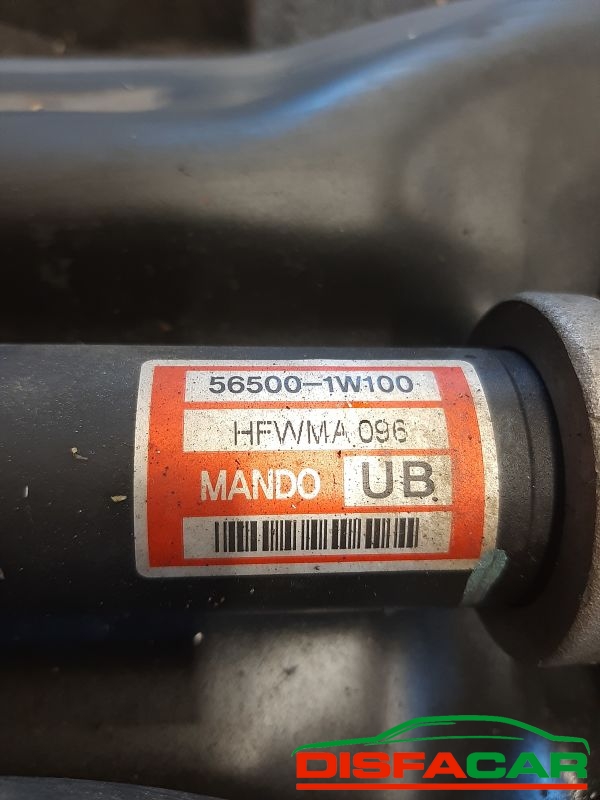 56500-1W100
HFWMA 096
MANDO UB
DISFACAR